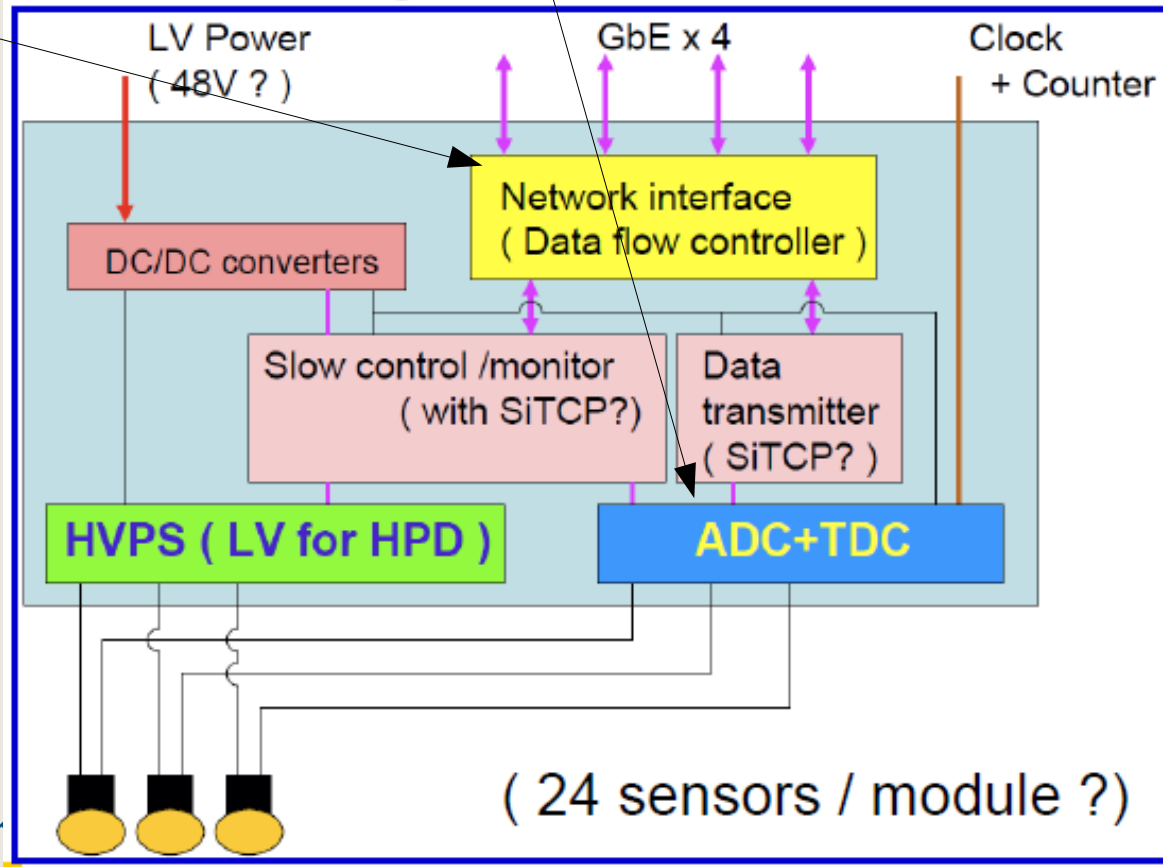 LV Power
( 48V ? )
GbE x 4
Clock
+ Counter
Network interface
( Data flow controller )
DC/DC converters
Slow control /monitor
( with SiTCP?)
Data
transmitter
( SiTCP? )
HVPS ( LV for HPD )
ADC+TDC
( 24 sensors / module ?)